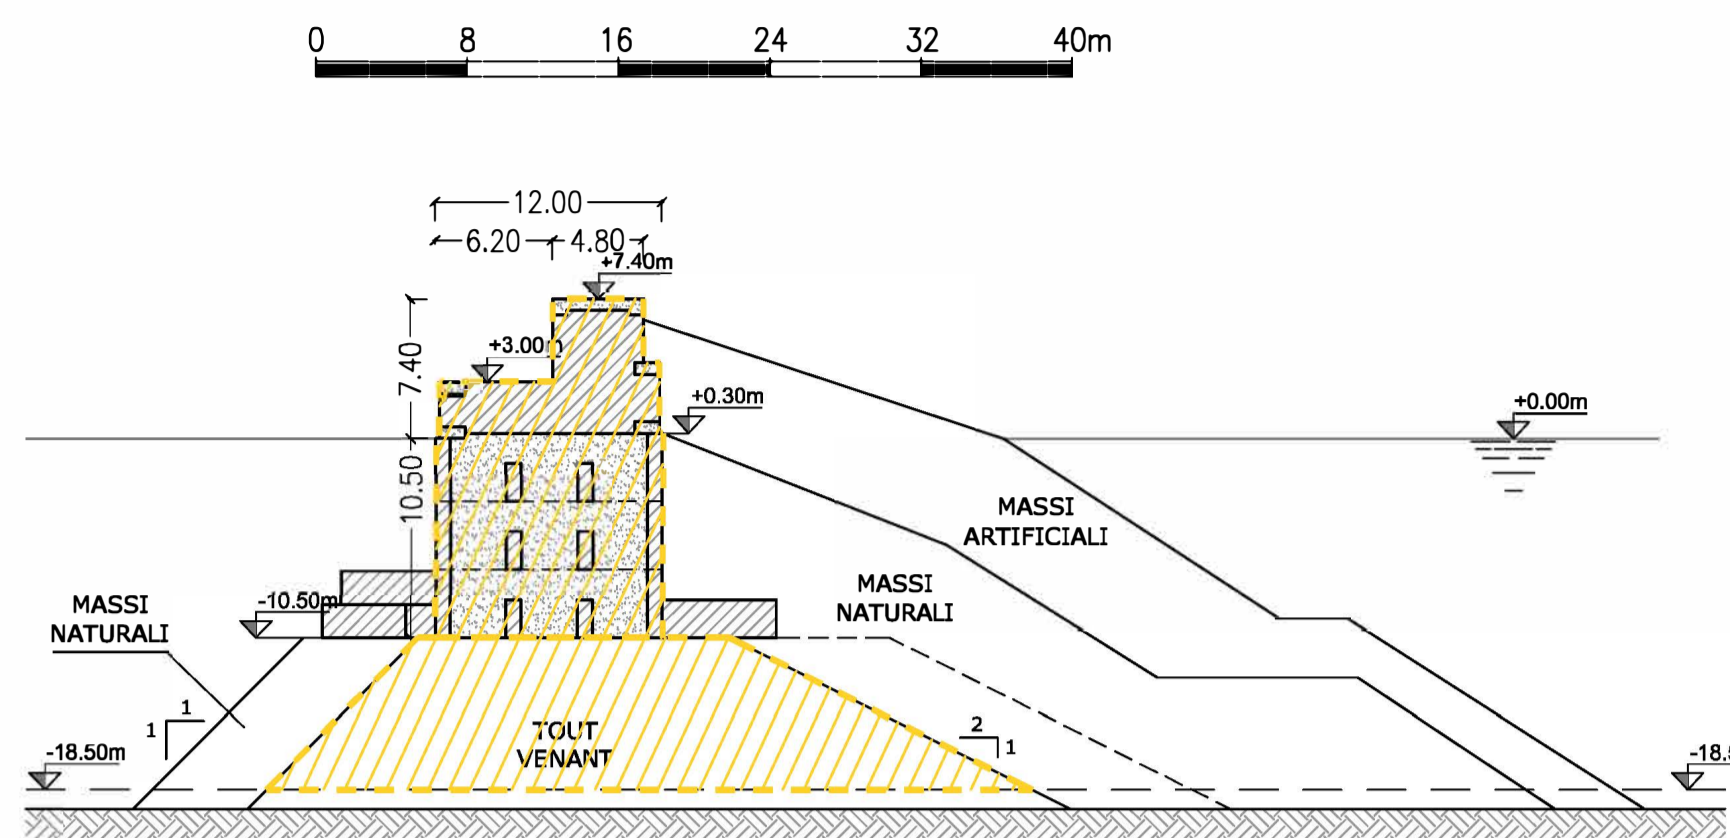 0 8 16 24 32 40m
12.00
6.20 4.80
+7.40m
7.40
+3.00m
+0.30m
+0.00m
10.50
MASSI
ARTIFICIALI
MASSI
NATURALI
MASSI
NATURALI
-10.50m
1
1
TOUT
VENANT
2
1
-18.50m
-18.5